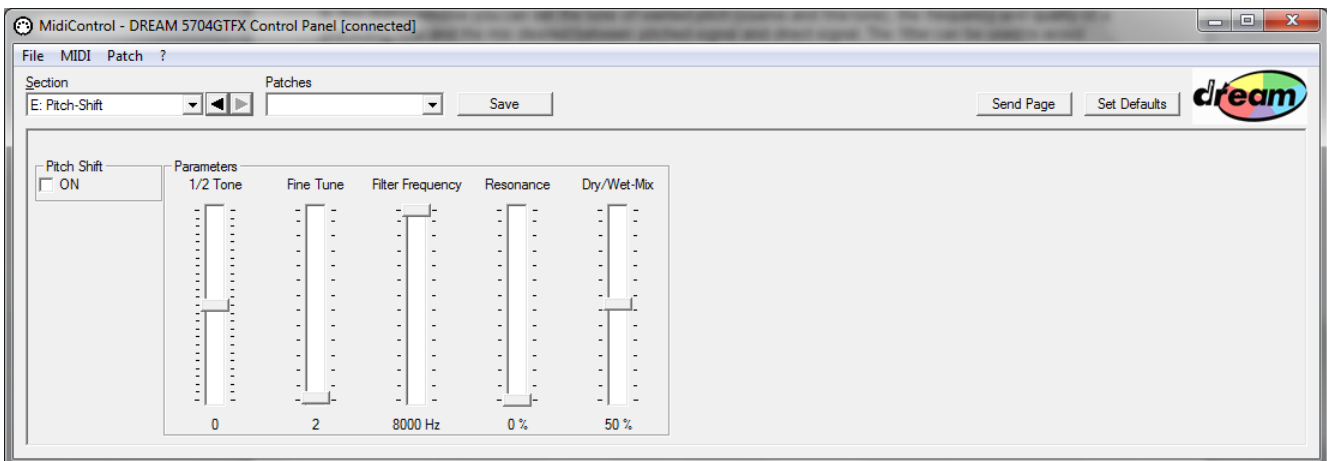 MidiControl - DREAM 5704GTFX Control Panel [connected]
File MIDI Patch ?
Section Patches
E: Pitch-Shift Save Send Page Set Defaults dream
Pitch Shift Parameters
ON 1/2 Tone Fine Tune Filter Frequency Resonance Dry/Wet-Mix
0 2 8000 Hz 0 % 50 %